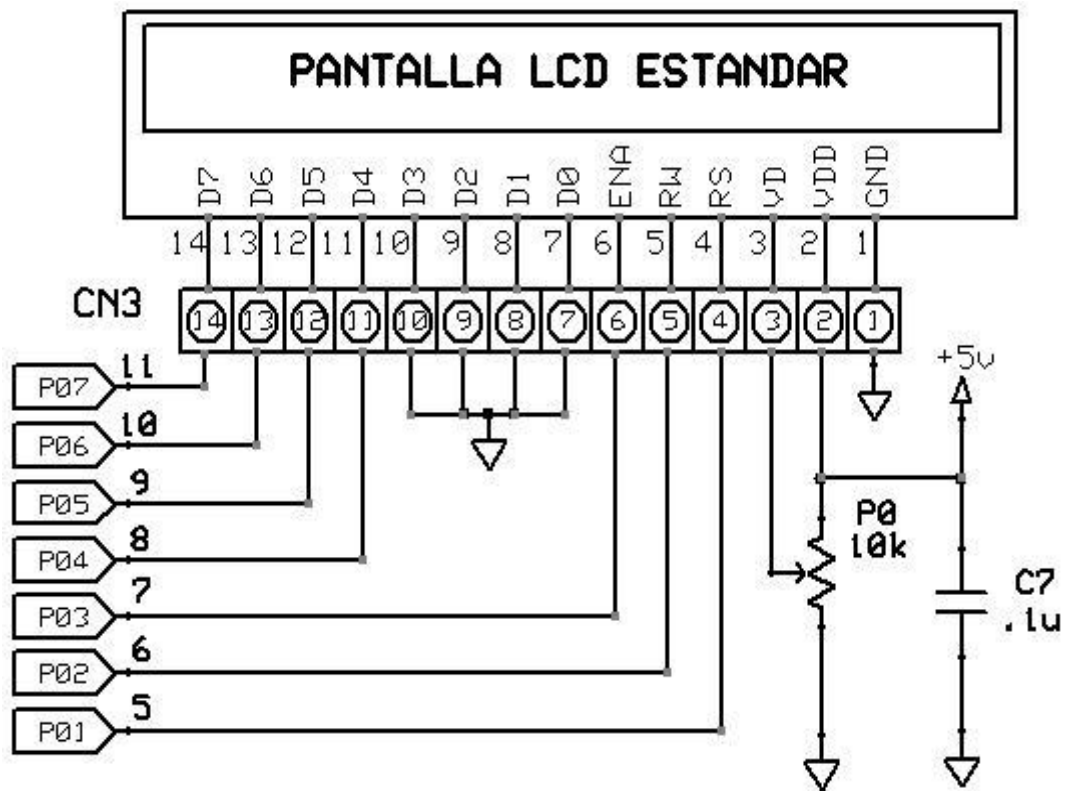 PANTALLA LCD ESTANDAR
D7 D6 D5 D4 D3 D2 D1 D0 ENA RW RS VD VDD GND
14 13 12 11 10 9 8 7 6 5 4 3 2 1
CN3
14 13 12 11 10 9 8 7 6 5 4 3 2 1
P07 11
P06 10
P05 9
P04 8
P03 7
P02 6
P01 5
+5v
P0
10k
C7
.1u